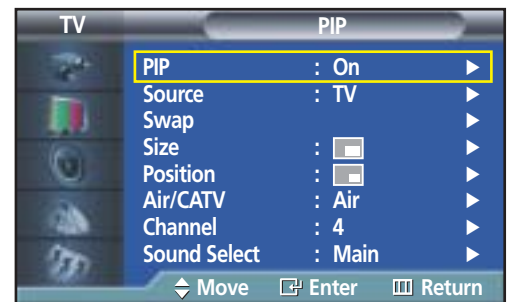 TV PIP
PIP : On
Source : TV
Swap
Size :
Position :
Air/CATV : Air
Channel : 4
Sound Select : Main
Move Enter Return